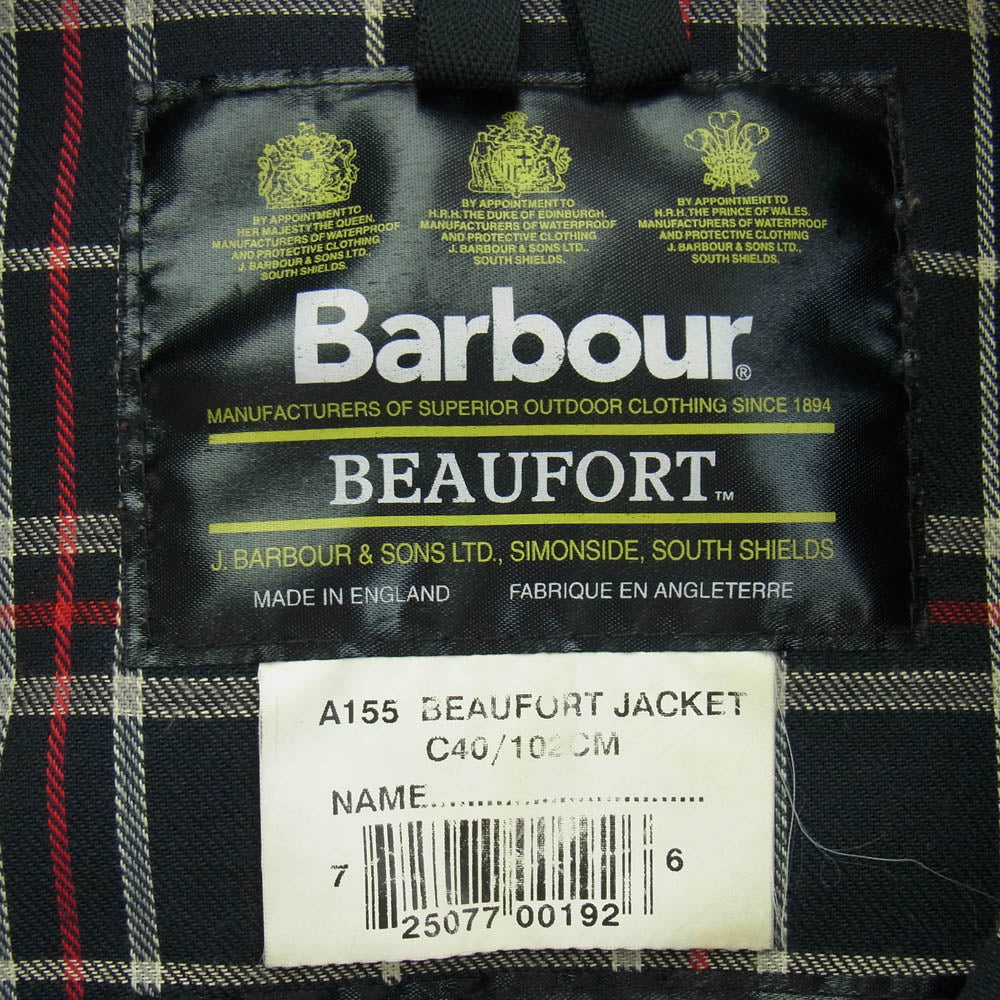 BY APPOINTMENT TO
HER MAJESTY THE QUEEN.
MANUFACTURERS OF WATERPROOF
AND PROTECTIVE CLOTHING
J. BARBOUR & SONS LTD.,
SOUTH SHIELDS.
BY APPOINTMENT TO
H.R.H. THE DUKE OF EDINBURGH,
MANUFACTURERS OF WATERPROOF
AND PROTECTIVE CLOTHING
J. BARBOUR & SONS LTD.,
SOUTH SHIELDS.
BY APPOINTMENT TO
H.R.H. THE PRINCE OF WALES.
MANUFACTURERS OF WATERPROOF
AND PROTECTIVE CLOTHING
J. BARBOUR & SONS LTD.,
SOUTH SHIELDS.
Barbour®
MANUFACTURERS OF SUPERIOR OUTDOOR CLOTHING SINCE 1894
BEAUFORT™
J. BARBOUR & SONS LTD., SIMONSIDE, SOUTH SHIELDS
MADE IN ENGLAND FABRIQUE EN ANGLETERRE
A155 BEAUFORT JACKET
C40/102CM
NAME................................
7 25077 00192 6